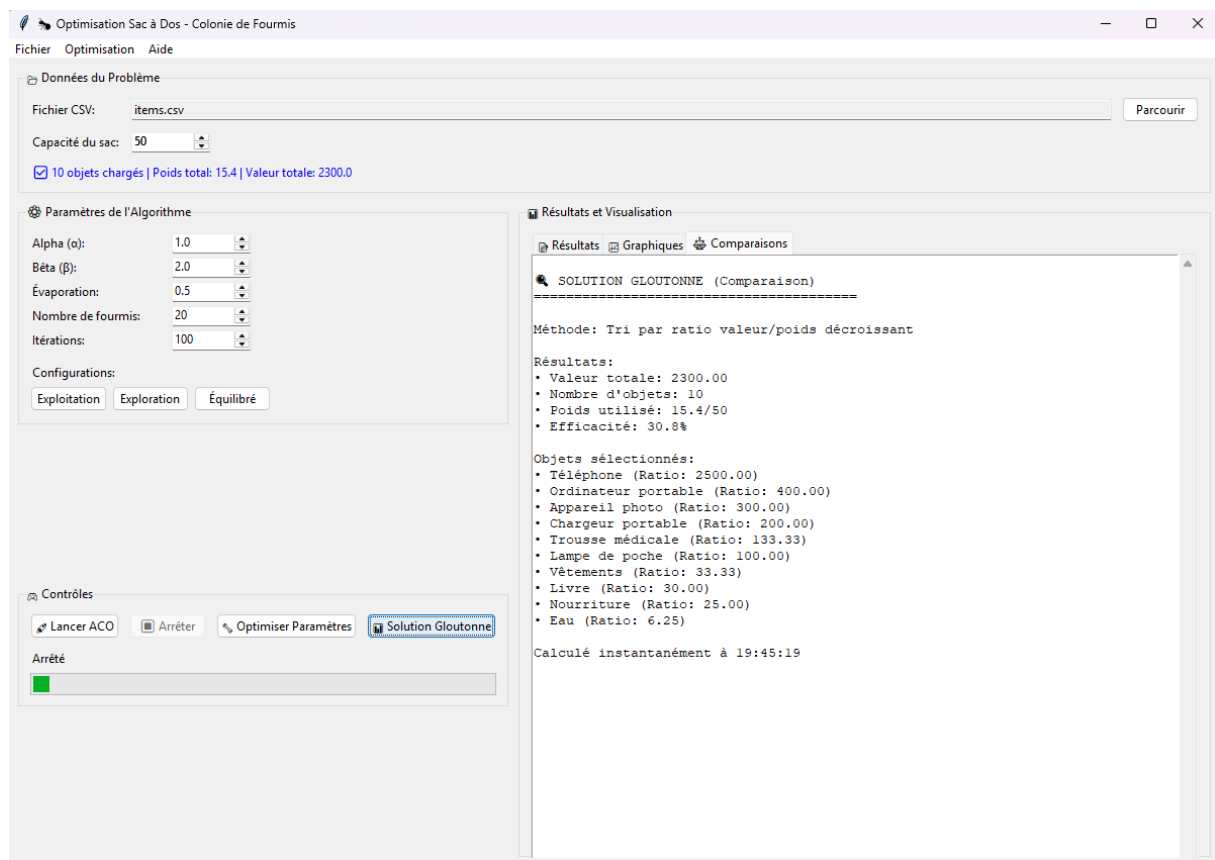 Optimisation Sac à Dos - Colonie de Fourmis
Fichier Optimisation Aide
Données du Problème
Fichier CSV: items.csv Parcourir
Capacité du sac: 50
10 objets chargés | Poids total: 15.4 | Valeur totale: 2300.0
Paramètres de l'Algorithme
Alpha (α): 1.0
Bêta (β): 2.0
Évaporation: 0.5
Nombre de fourmis: 20
Itérations: 100
Configurations:
Exploitation Exploration Équilibré
Contrôles
Lancer ACO Arrêter Optimiser Paramètres Solution Gloutonne
Arrêté
Résultats et Visualisation
Résultats Graphiques Comparaisons
SOLUTION GLOUTONNE (Comparaison)
========================================
Méthode: Tri par ratio valeur/poids décroissant
Résultats:
• Valeur totale: 2300.00
• Nombre d'objets: 10
• Poids utilisé: 15.4/50
• Efficacité: 30.8%
Objets sélectionnés:
• Téléphone (Ratio: 2500.00)
• Ordinateur portable (Ratio: 400.00)
• Appareil photo (Ratio: 300.00)
• Chargeur portable (Ratio: 200.00)
• Trousse médicale (Ratio: 133.33)
• Lampe de poche (Ratio: 100.00)
• Vêtements (Ratio: 33.33)
• Livre (Ratio: 30.00)
• Nourriture (Ratio: 25.00)
• Eau (Ratio: 6.25)
Calculé instantanément à 19:45:19